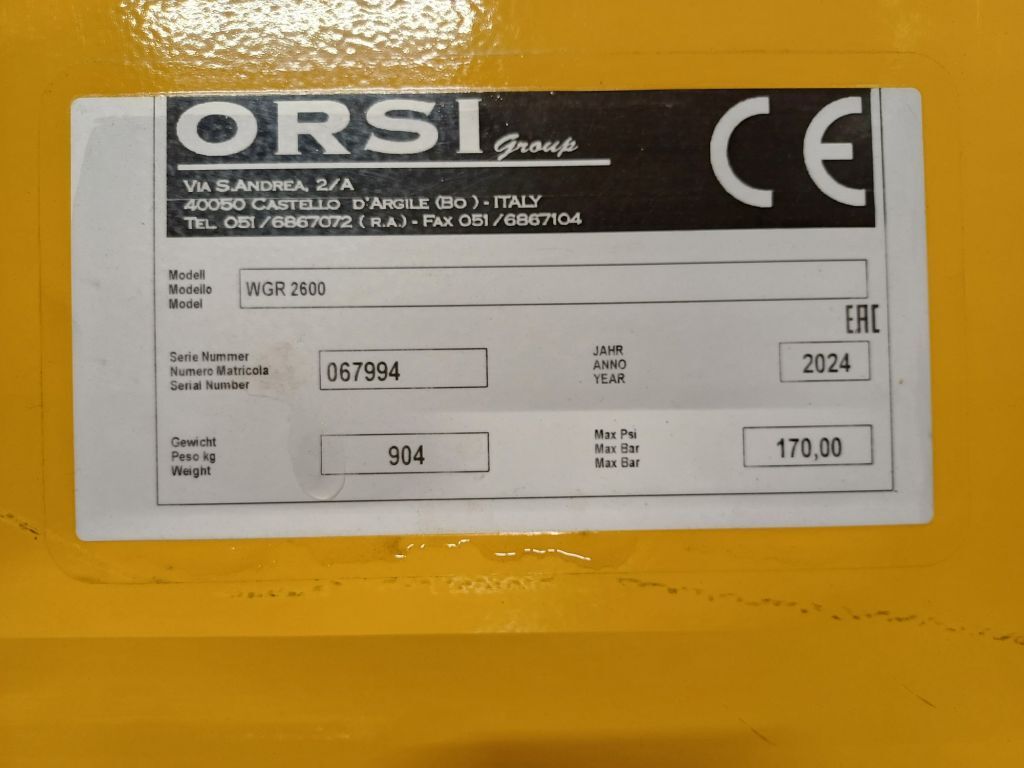 ORSI Group
CE
VIA S.ANDREA, 2/A
40050 CASTELLO D'ARGILE (BO) - ITALY
TEL. 051/6867072 (R.A.) - FAX 051/6867104
Modell
Modello
Model
WGR 2600
EAC
Serie Nummer
Numero Matricola
Serial Number
067994
JAHR
ANNO
YEAR
2024
Gewicht
Peso kg
Weight
904
Max Psi
Max Bar
Max Bar
170,00